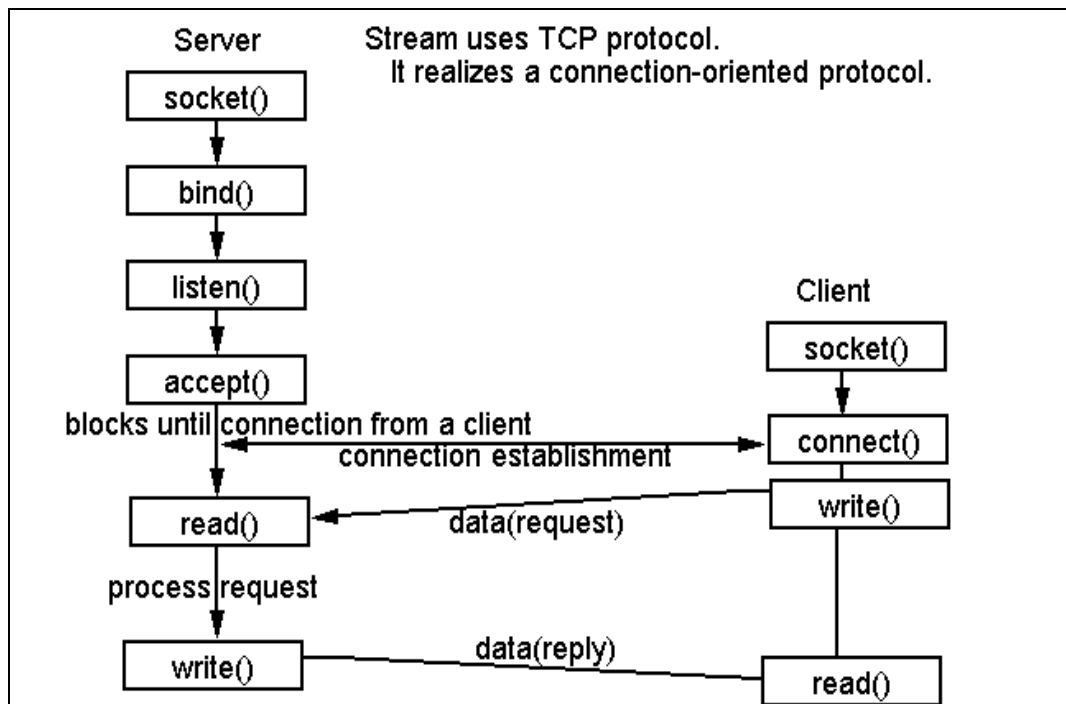 Server
Stream uses TCP protocol.
It realizes a connection-oriented protocol.
socket()
bind()
listen()
Client
socket()
accept()
blocks until connection from a client
connect()
connection establishment
write()
read()
data(request)
process request
data(reply)
write()
read()